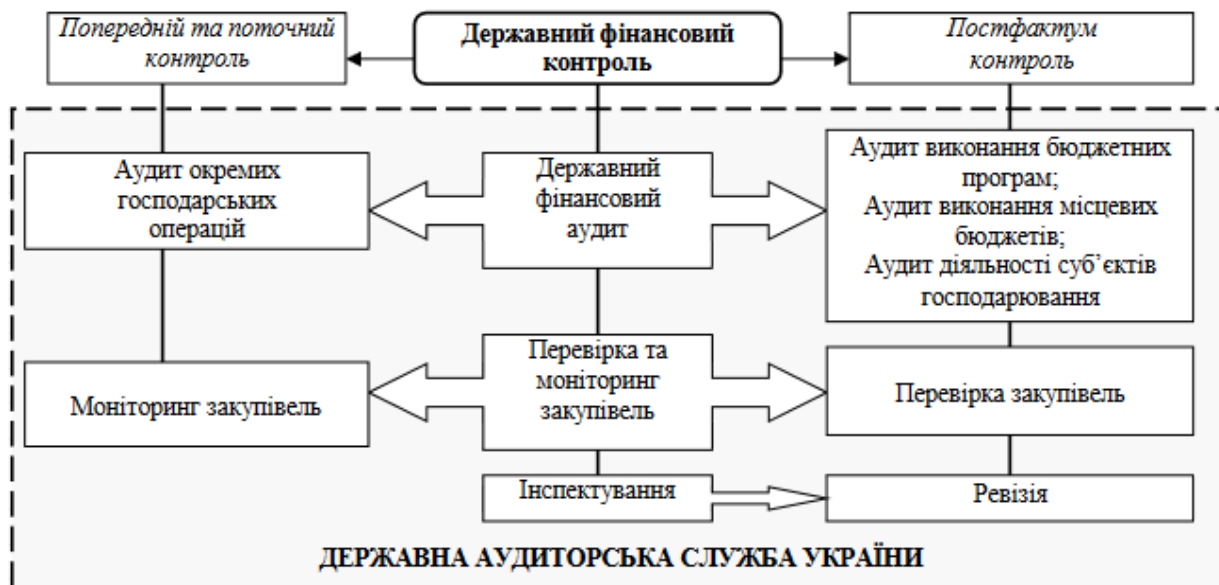 Попередній та поточний
контроль
Державний фінансовий
контроль
Постфактум
контроль
Аудит окремих
господарських
операцій
Державний
фінансовий
аудит
Аудит виконання бюджетних
програм;
Аудит виконання місцевих
бюджетів;
Аудит діяльності суб’єктів
господарювання
Моніторинг закупівель
Перевірка та
моніторинг
закупівель
Перевірка закупівель
Інспектування
Ревізія
ДЕРЖАВНА АУДИТОРСЬКА СЛУЖБА УКРАЇНИ